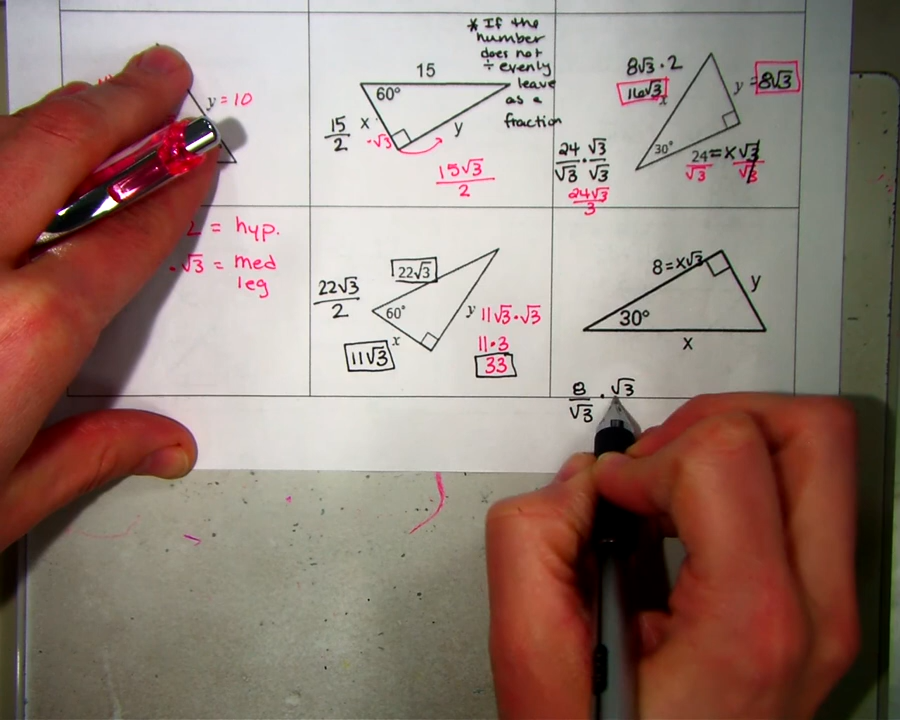 y = 10
2 = hyp.
·√3 = med
leg
* If the
number
does not
÷ evenly
leave
as a
fraction
15
60°
15/2
x
·√3
y
15√3/2
8√3 · 2
16√3
x
y = 8√3
30°
24/√3 = x√3/√3
24/√3 · √3/√3
24√3/3
22√3
22√3/2
60°
y
11√3·√3
x
11√3
11·3
33
8=x√3
y
30°
x
8/√3 · √3